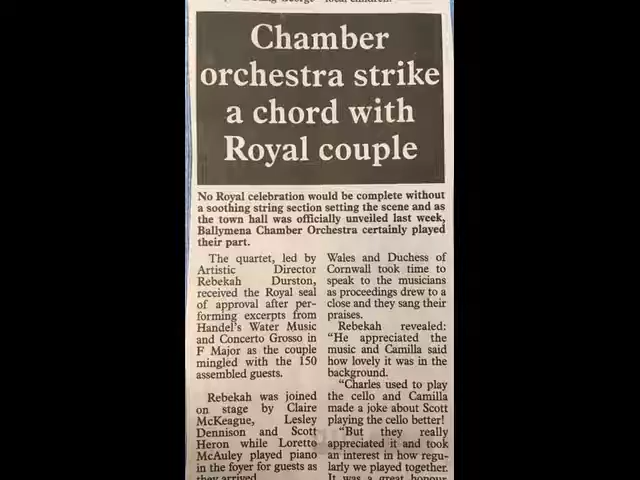 local children.
Chamber
orchestra strike
a chord with
Royal couple
No Royal celebration would be complete without
a soothing string section setting the scene and as
the town hall was officially unveiled last week,
Ballymena Chamber Orchestra certainly played
their part.
The quartet, led by
Artistic Director
Rebekah Durston,
received the Royal seal
of approval after per-
forming excerpts from
Handel's Water Music
and Concerto Grosso in
F Major as the couple
mingled with the 150
assembled guests.
Rebekah was joined
on stage by Claire
McKeague, Lesley
Dennison and Scott
Heron while Loretto
McAuley played piano
in the foyer for guests as
they arrived.
Wales and Duchess of
Cornwall took time to
speak to the musicians
as proceedings drew to a
close and they sang their
praises.
Rebekah revealed:
"He appreciated the
music and Camilla said
how lovely it was in the
background.
"Charles used to play
the cello and Camilla
made a joke about Scott
playing the cello better!
"But they really
appreciated it and took
an interest in how regu-
larly we played together.
It was a great honour